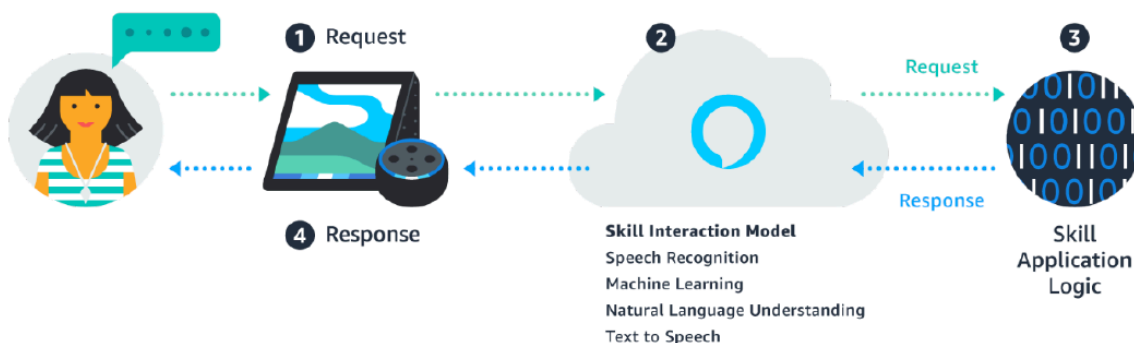 1 Request
2
3
Request
Response
4 Response
Skill Interaction Model
Speech Recognition
Machine Learning
Natural Language Understanding
Text to Speech
Skill
Application
Logic